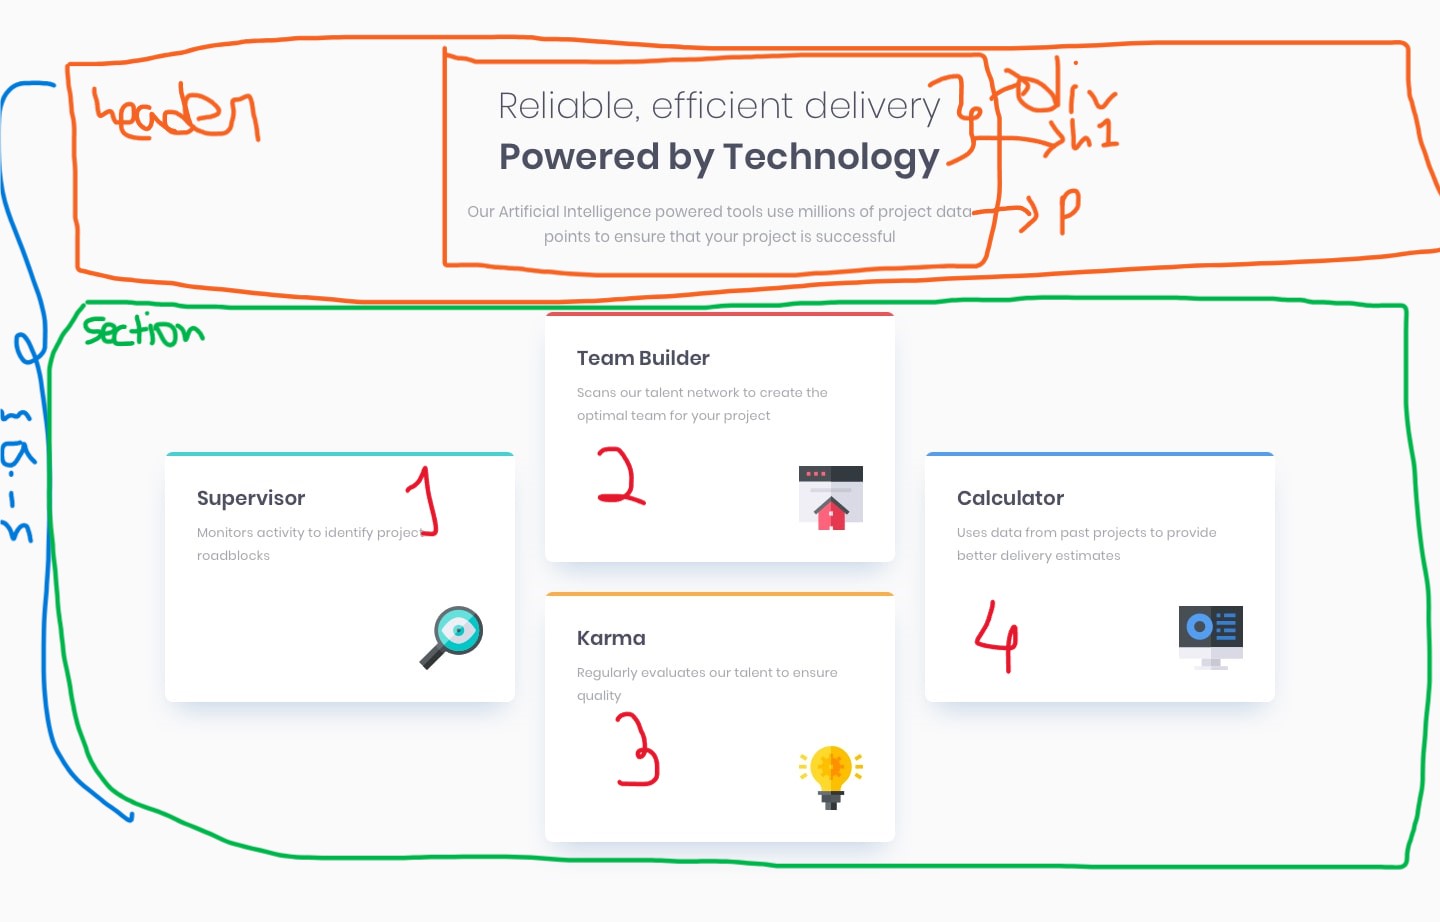 header
Reliable, efficient delivery
div
Powered by Technology
h1
Our Artificial Intelligence powered tools use millions of project data
points to ensure that your project is successful
p
section
main
Team Builder
Scans our talent network to create the
optimal team for your project
2
Supervisor
1
Monitors activity to identify project
roadblocks
Calculator
Uses data from past projects to provide
better delivery estimates
4
Karma
Regularly evaluates our talent to ensure
quality
3